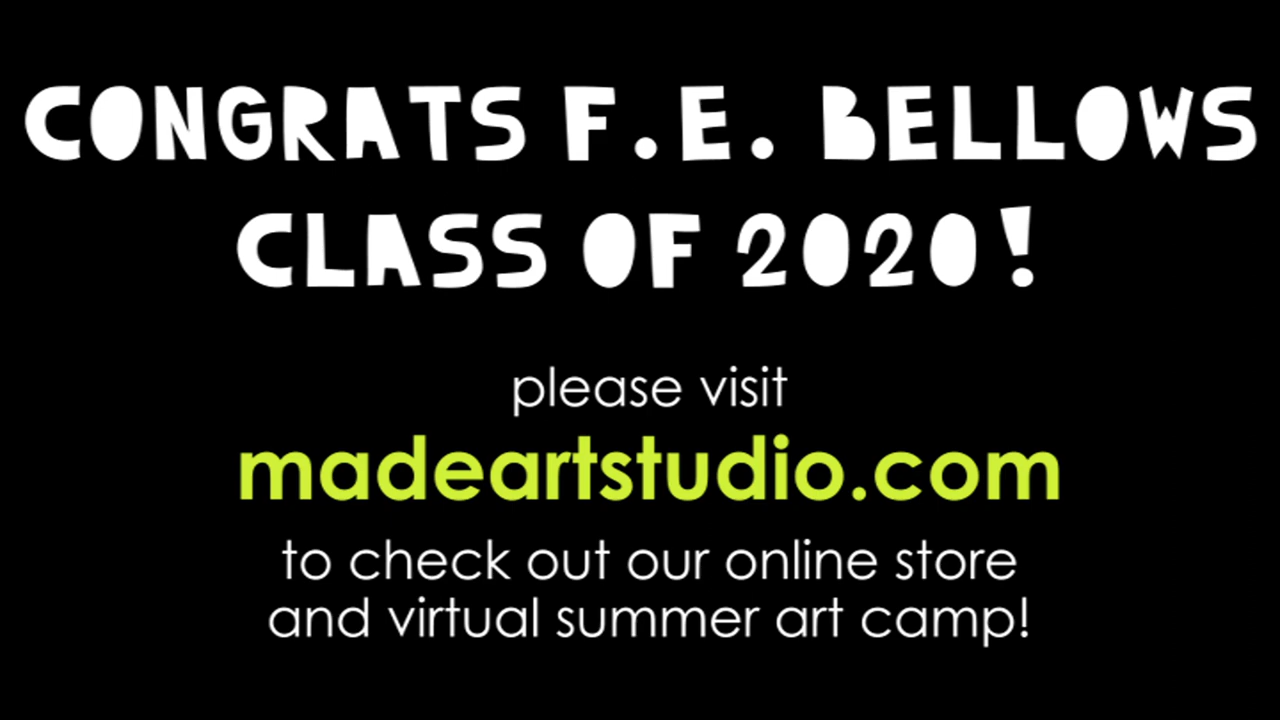 CONGRATS F.E. BELLOWS
CLASS OF 2020!
please visit
madeartstudio.com
to check out our online store
and virtual summer art camp!